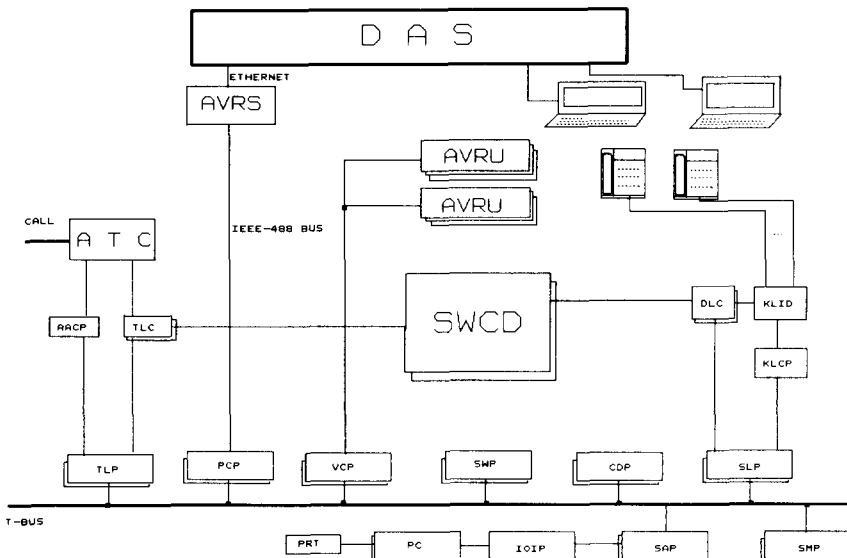 D A S
ETHERNET
AVRS
AVRU
AVRU
CALL
A T C
IEEE-488 BUS
SWCD
DLC
KLID
AACP
TLC
KLCP
TLP
PCP
VCP
SWP
CDP
SLP
T-BUS
PRT
PC
IOIP
SAP
SMP